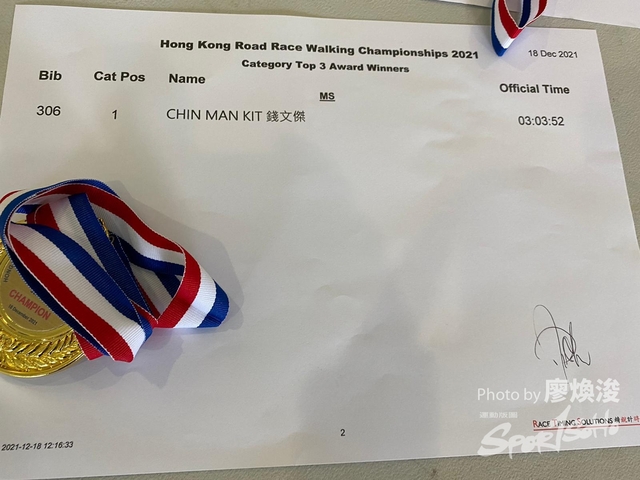 Hong Kong Road Race Walking Championships 2021
18 Dec 2021
Category Top 3 Award Winners
Bib Cat Pos Name Official Time
MS
306 1 CHIN MAN KIT 錢文傑 03:03:52
CHAMPION
Photo by 廖煥浚
RACE TIMING SOLUTIONS
SPORTSOHO
2021-12-18 12:16:33
2